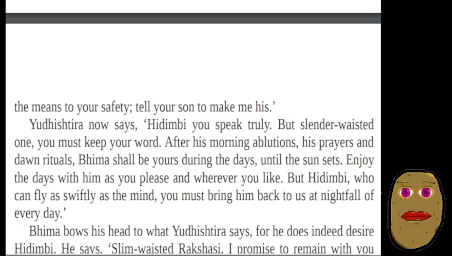 the means to your safety; tell your son to make me his.’
Yudhishtira now says, ‘Hidimbi you speak truly. But slender-waisted
one, you must keep your word. After his morning ablutions, his prayers and
dawn rituals, Bhima shall be yours during the days, until the sun sets. Enjoy
the days with him as you please and wherever you like. But Hidimbi, who
can fly as swiftly as the mind, you must bring him back to us at nightfall of
every day.’
Bhima bows his head to what Yudhishtira says, for he does indeed desire
Hidimbi. He says, ‘Slim-waisted Rakshasi, I promise to remain with you